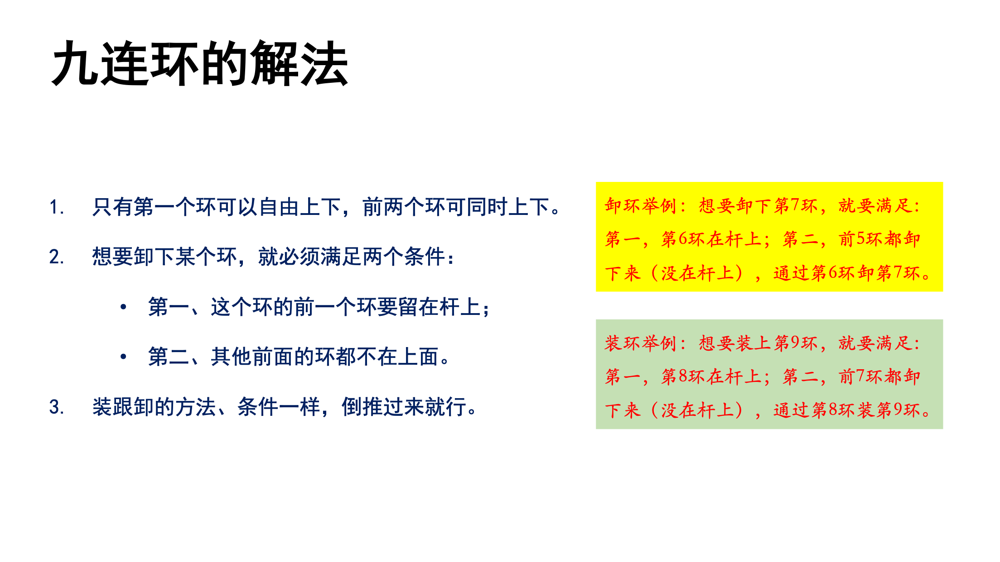 九连环的解法
1. 只有第一个环可以自由上下，前两个环可同时上下。
2. 想要卸下某个环，就必须满足两个条件：
• 第一、这个环的前一个环要留在杆上；
• 第二、其他前面的环都不在上面。
3. 装跟卸的方法、条件一样，倒推过来就行。
卸环举例：想要卸下第7环，就要满足：
第一，第6环在杆上；第二，前5环都卸
下来（没在杆上），通过第6环卸第7环。
装环举例：想要装上第9环，就要满足：
第一，第8环在杆上；第二，前7环都卸
下来（没在杆上），通过第8环装第9环。